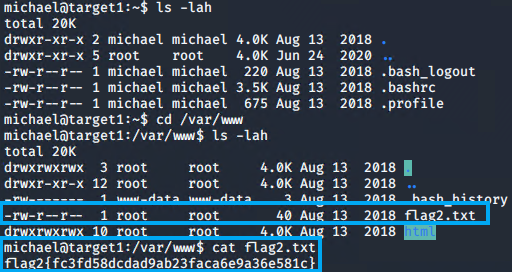 michael@target1:~$ ls -lah
total 20K
drwxr-xr-x 2 michael michael 4.0K Aug 13  2018 .
drwxr-xr-x 5 root    root    4.0K Jun 24  2020 ..
-rw-r--r-- 1 michael michael  220 Aug 13  2018 .bash_logout
-rw-r--r-- 1 michael michael 3.5K Aug 13  2018 .bashrc
-rw-r--r-- 1 michael michael  675 Aug 13  2018 .profile
michael@target1:~$ cd /var/www
michael@target1:/var/www$ ls -lah
total 20K
drwxrwxrwx  3 root     root     4.0K Aug 13  2018 .
drwxr-xr-x 12 root     root     4.0K Aug 13  2018 ..
-rw-------  1 www-data www-data    3 Aug 13  2018 .bash_history
-rw-r--r--  1 root     root       40 Aug 13  2018 flag2.txt
drwxrwxrwx 10 root     root     4.0K Aug 13  2018 html
michael@target1:/var/www$ cat flag2.txt
flag2{fc3fd58dcdad9ab23faca6e9a36e581c}